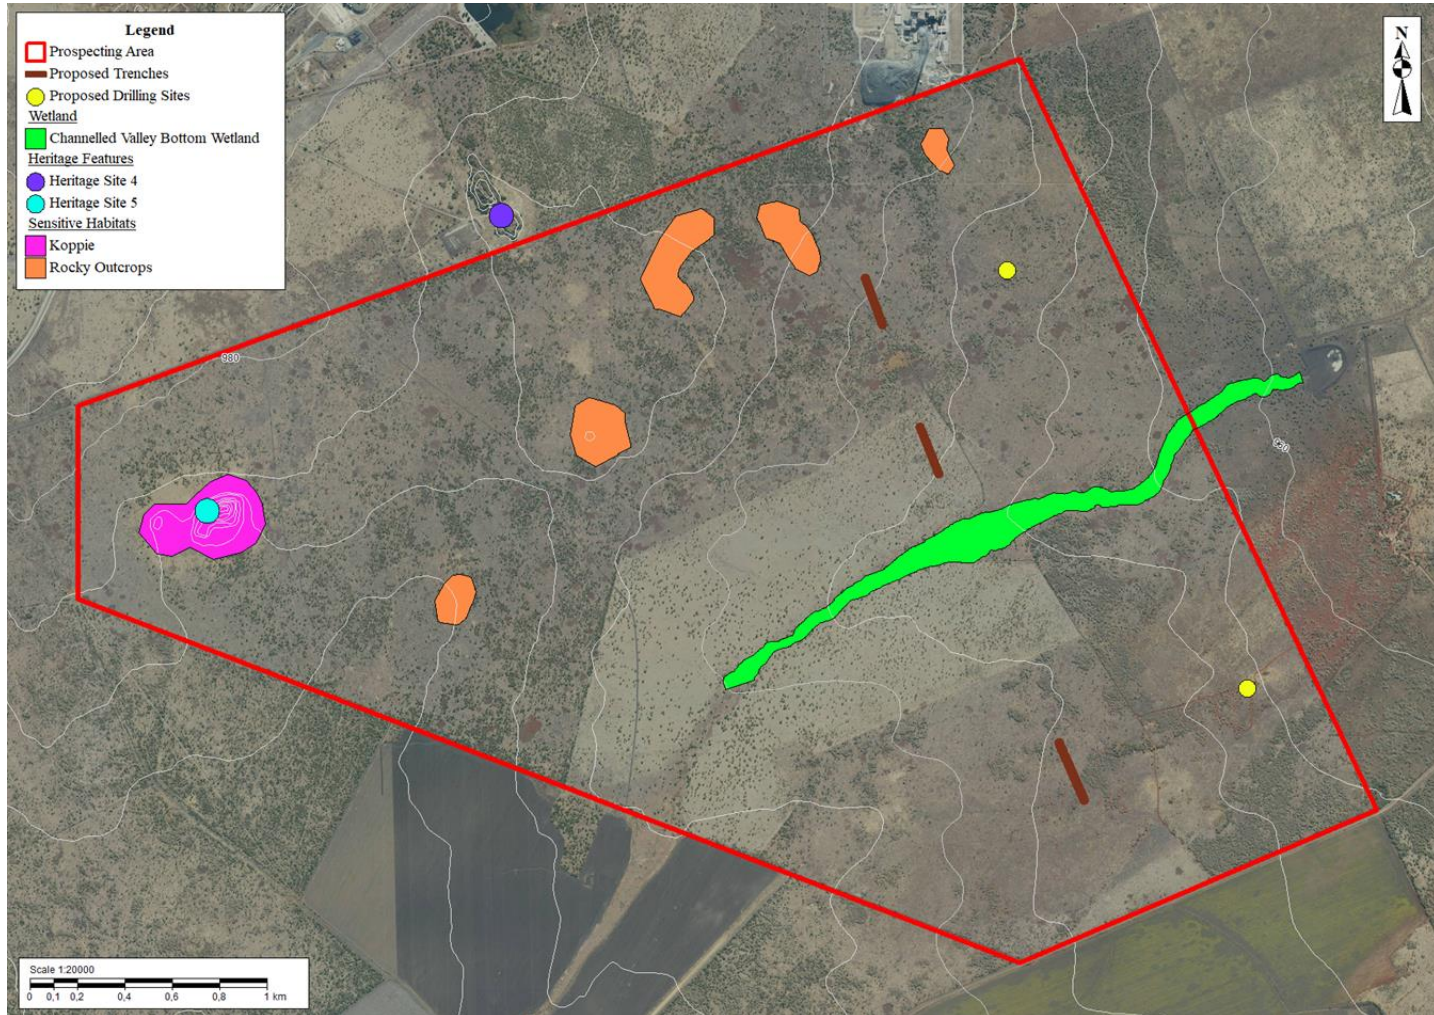 Legend
Prospecting Area
Proposed Trenches
Proposed Drilling Sites
Wetland
Channelled Valley Bottom Wetland
Heritage Features
Heritage Site 4
Heritage Site 5
Sensitive Habitats
Koppie
Rocky Outcrops
N
980
960
Scale 1:20000
0 0,1 0,2 0,4 0,6 0,8 1 km